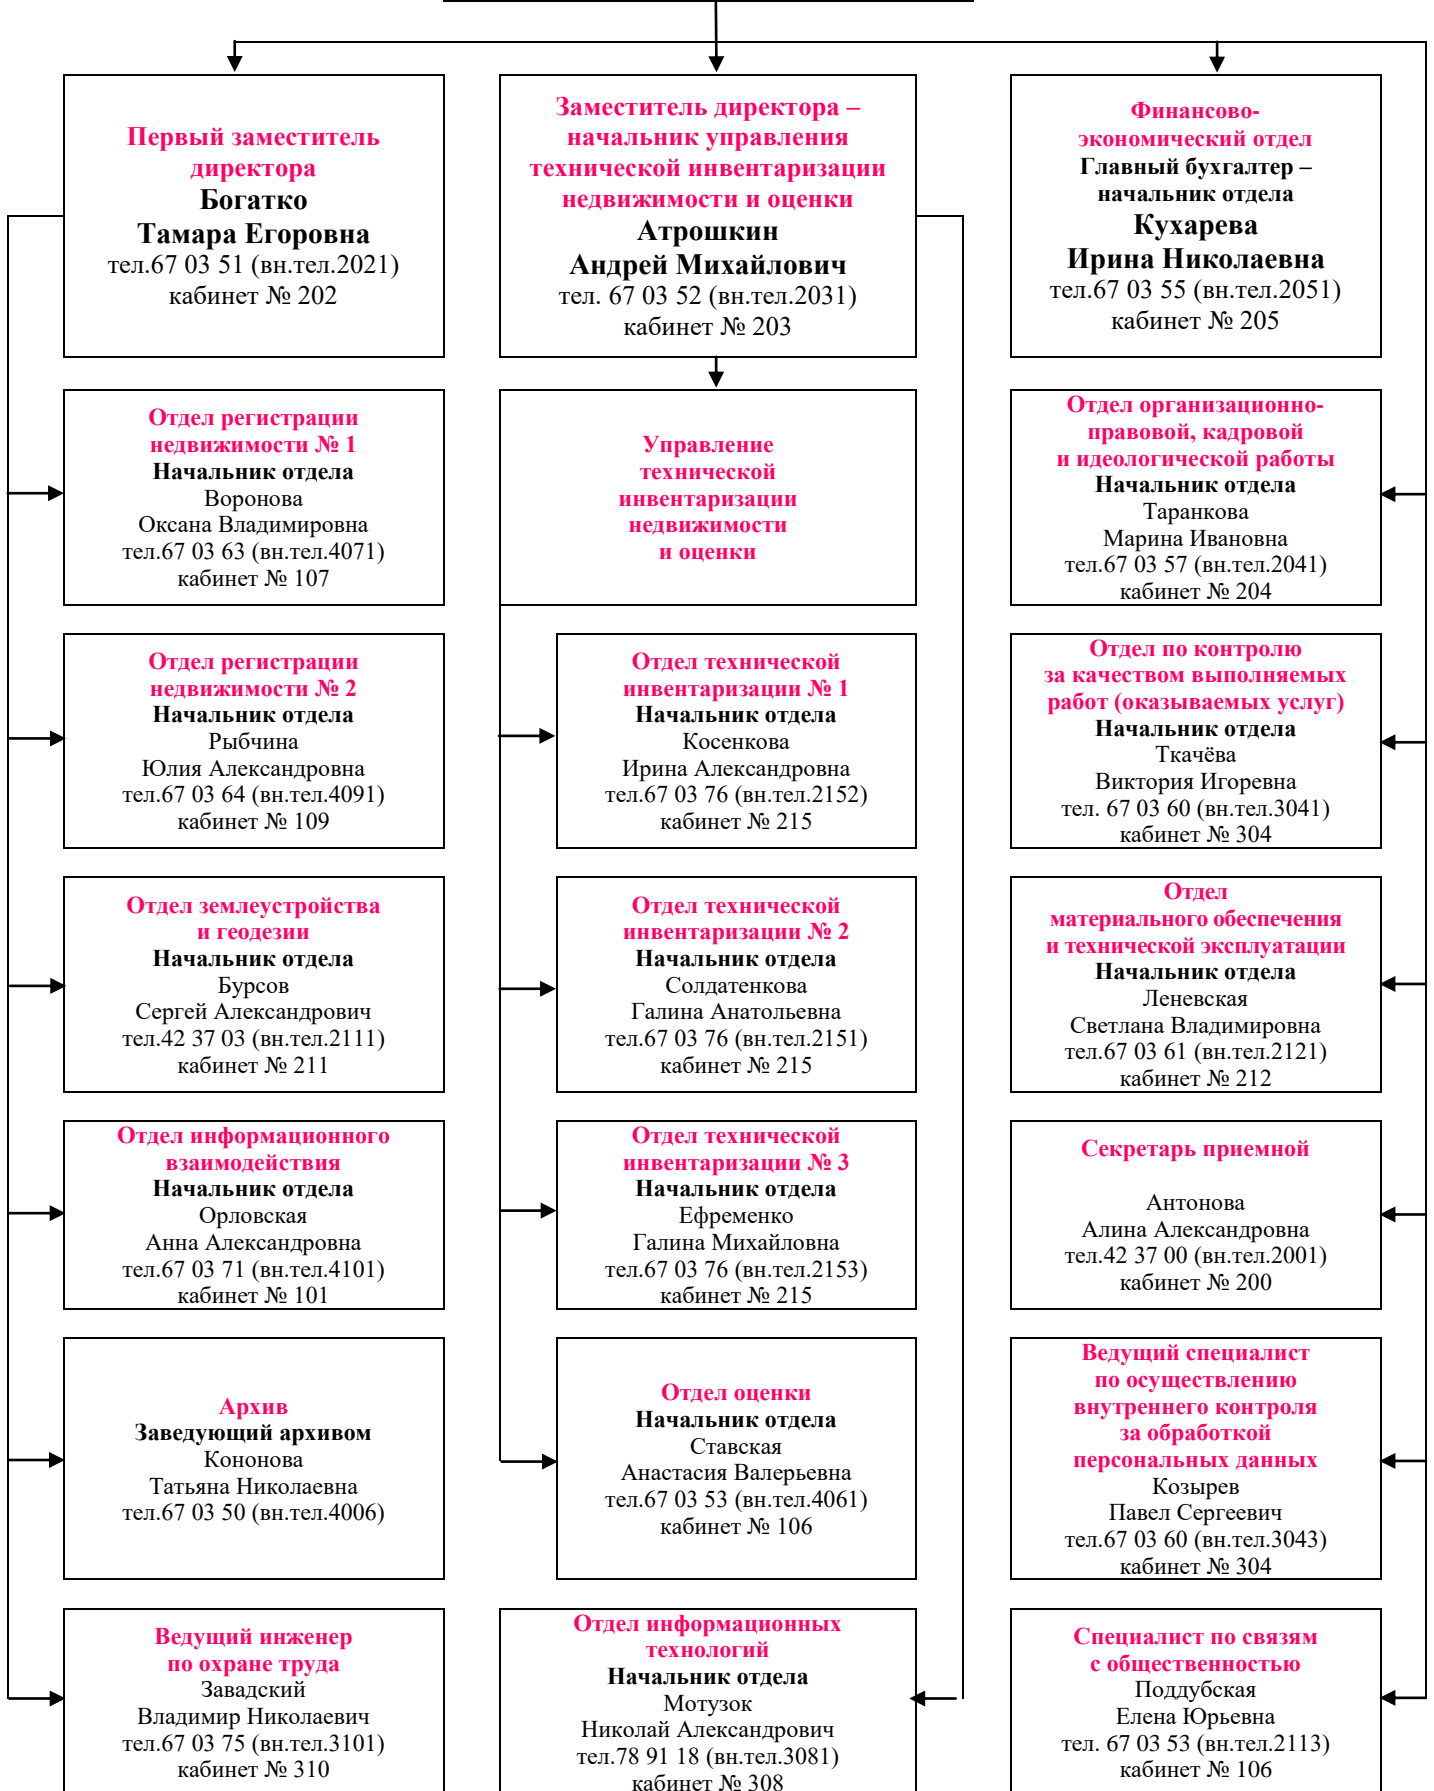 Первый заместитель
директора
Богатко
Тамара Егоровна
тел.67 03 51 (вн.тел.2021)
кабинет № 202
Заместитель директора –
начальник управления
технической инвентаризации
недвижимости и оценки
Атрошкин
Андрей Михайлович
тел. 67 03 52 (вн.тел.2031)
кабинет № 203
Финансово-
экономический отдел
Главный бухгалтер –
начальник отдела
Кухарева
Ирина Николаевна
тел.67 03 55 (вн.тел.2051)
кабинет № 205
Отдел регистрации
недвижимости № 1
Начальник отдела
Воронова
Оксана Владимировна
тел.67 03 63 (вн.тел.4071)
кабинет № 107
Управление
технической
инвентаризации
недвижимости
и оценки
Отдел организационно-
правовой, кадровой
и идеологической работы
Начальник отдела
Таранкова
Марина Ивановна
тел.67 03 57 (вн.тел.2041)
кабинет № 204
Отдел регистрации
недвижимости № 2
Начальник отдела
Рыбчина
Юлия Александровна
тел.67 03 64 (вн.тел.4091)
кабинет № 109
Отдел технической
инвентаризации № 1
Начальник отдела
Косенкова
Ирина Александровна
тел.67 03 76 (вн.тел.2152)
кабинет № 215
Отдел по контролю
за качеством выполняемых
работ (оказываемых услуг)
Начальник отдела
Ткачёва
Виктория Игоревна
тел. 67 03 60 (вн.тел.3041)
кабинет № 304
Отдел землеустройства
и геодезии
Начальник отдела
Бурсов
Сергей Александрович
тел.42 37 03 (вн.тел.2111)
кабинет № 211
Отдел технической
инвентаризации № 2
Начальник отдела
Солдатенкова
Галина Анатольевна
тел.67 03 76 (вн.тел.2151)
кабинет № 215
Отдел
материального обеспечения
и технической эксплуатации
Начальник отдела
Леневская
Светлана Владимировна
тел.67 03 61 (вн.тел.2121)
кабинет № 212
Отдел информационного
взаимодействия
Начальник отдела
Орловская
Анна Александровна
тел.67 03 71 (вн.тел.4101)
кабинет № 101
Отдел технической
инвентаризации № 3
Начальник отдела
Ефременко
Галина Михайловна
тел.67 03 76 (вн.тел.2153)
кабинет № 215
Секретарь приемной
Антонова
Алина Александровна
тел.42 37 00 (вн.тел.2001)
кабинет № 200
Архив
Заведующий архивом
Кононова
Татьяна Николаевна
тел.67 03 50 (вн.тел.4006)
Отдел оценки
Начальник отдела
Ставская
Анастасия Валерьевна
тел.67 03 53 (вн.тел.4061)
кабинет № 106
Ведущий специалист
по осуществлению
внутреннего контроля
за обработкой
персональных данных
Козырев
Павел Сергеевич
тел.67 03 60 (вн.тел.3043)
кабинет № 304
Ведущий инженер
по охране труда
Завадский
Владимир Николаевич
тел.67 03 75 (вн.тел.3101)
кабинет № 310
Отдел информационных
технологий
Начальник отдела
Мотузок
Николай Александрович
тел.78 91 18 (вн.тел.3081)
кабинет № 308
Специалист по связям
с общественностью
Поддубская
Елена Юрьевна
тел. 67 03 53 (вн.тел.2113)
кабинет № 106